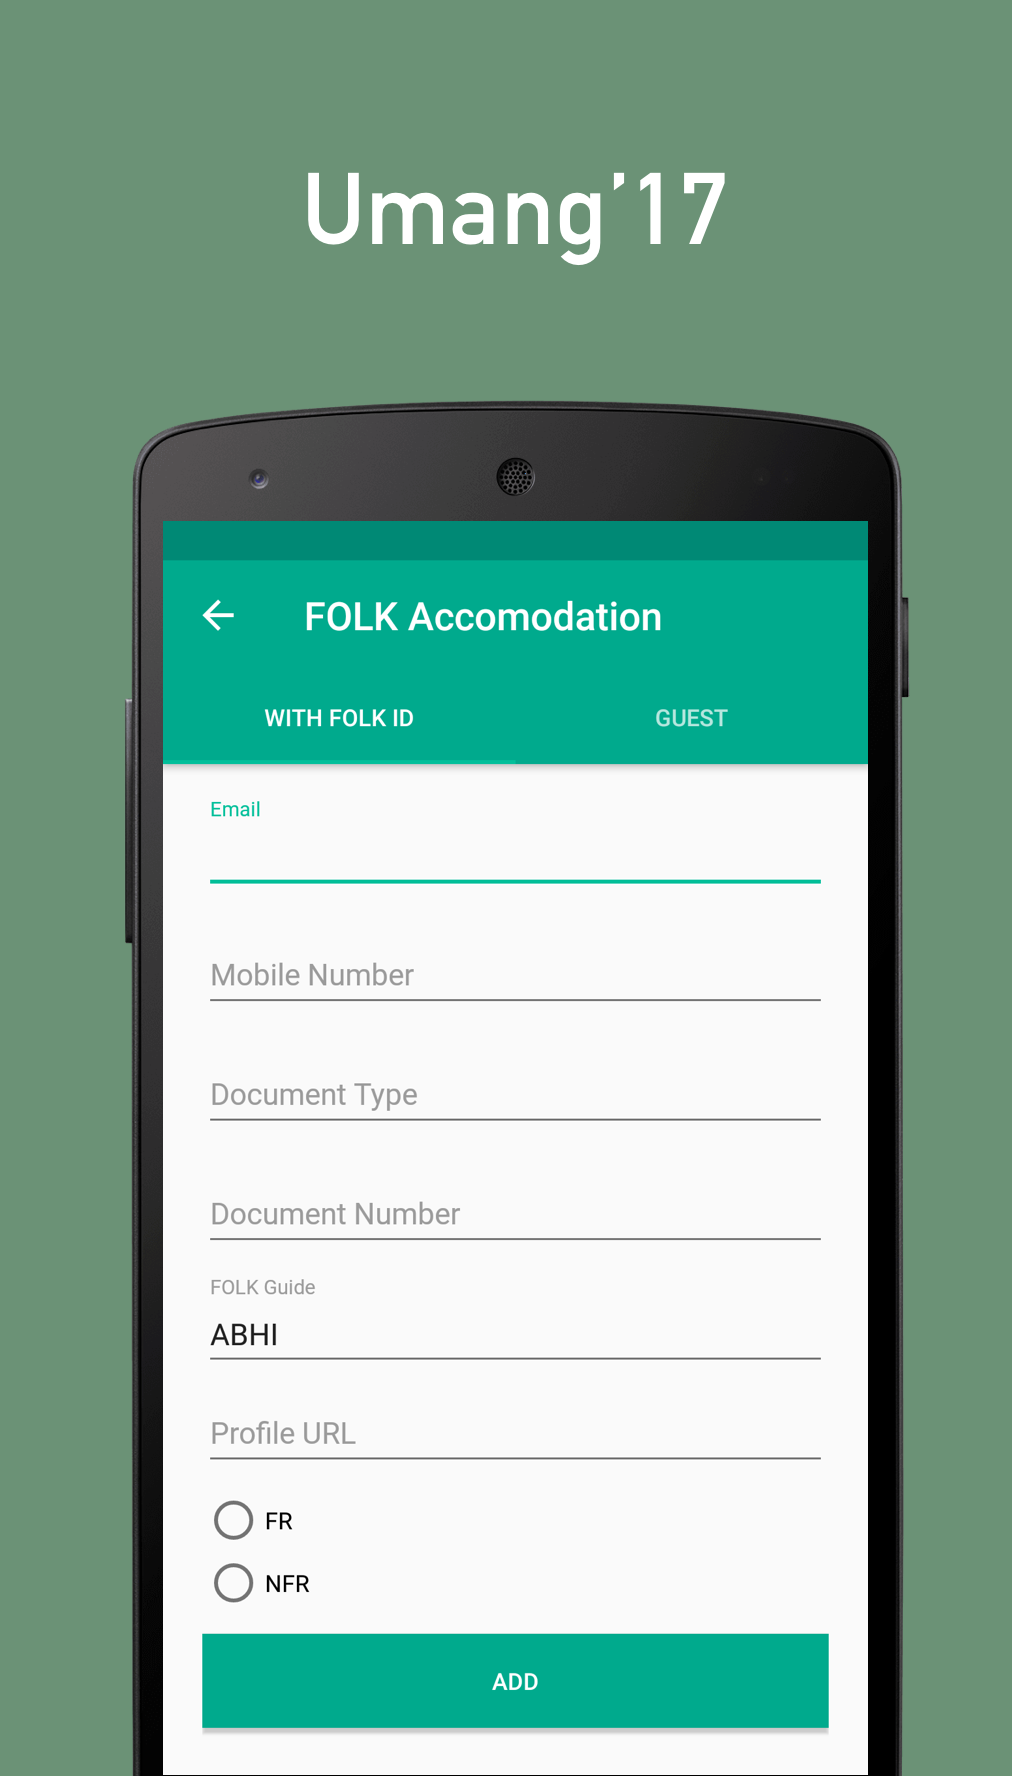 Umang'17
FOLK Accomodation
WITH FOLK ID
GUEST
Email
Mobile Number
Document Type
Document Number
FOLK Guide
ABHI
Profile URL
FR
NFR
ADD